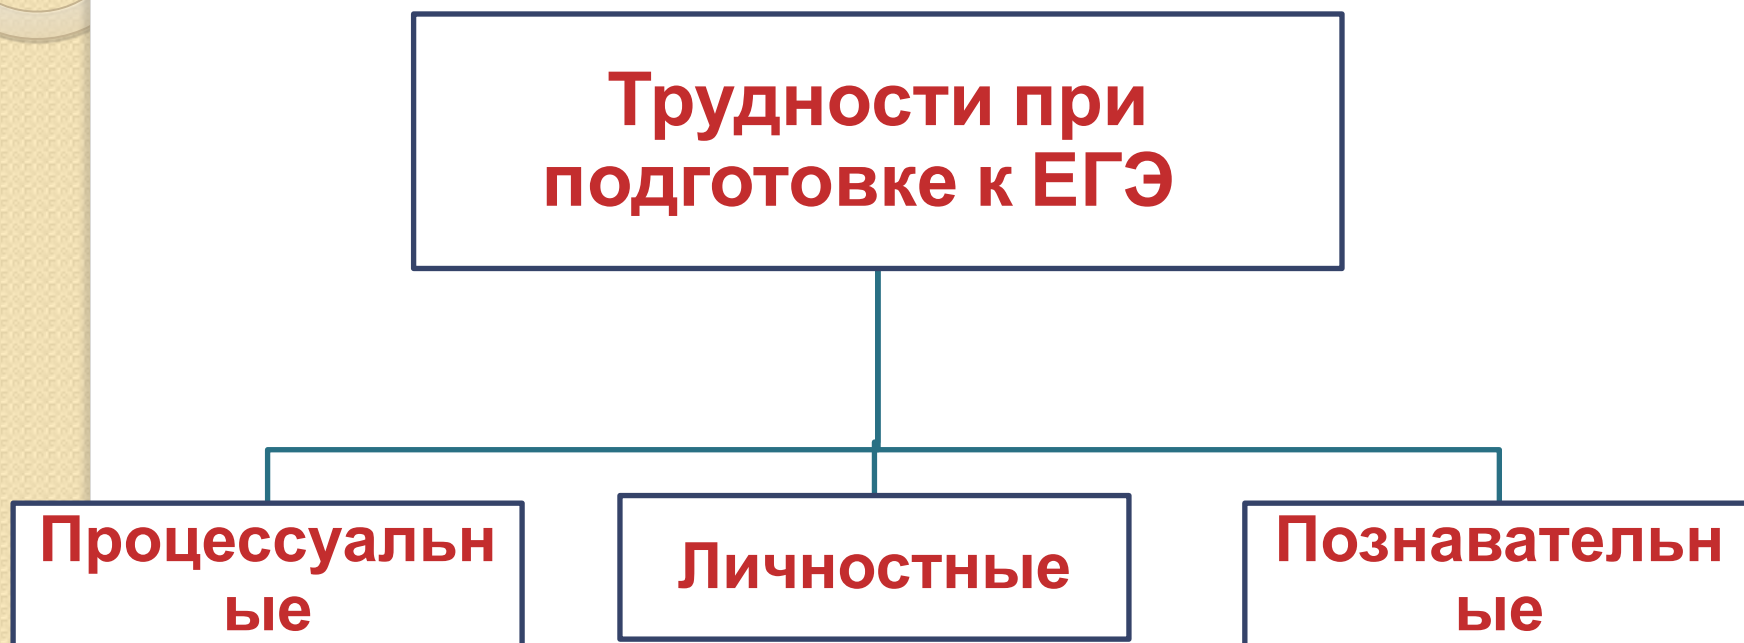 Трудности при
подготовке к ЕГЭ
Процессуальн
ые
Личностные
Познавательн
ые